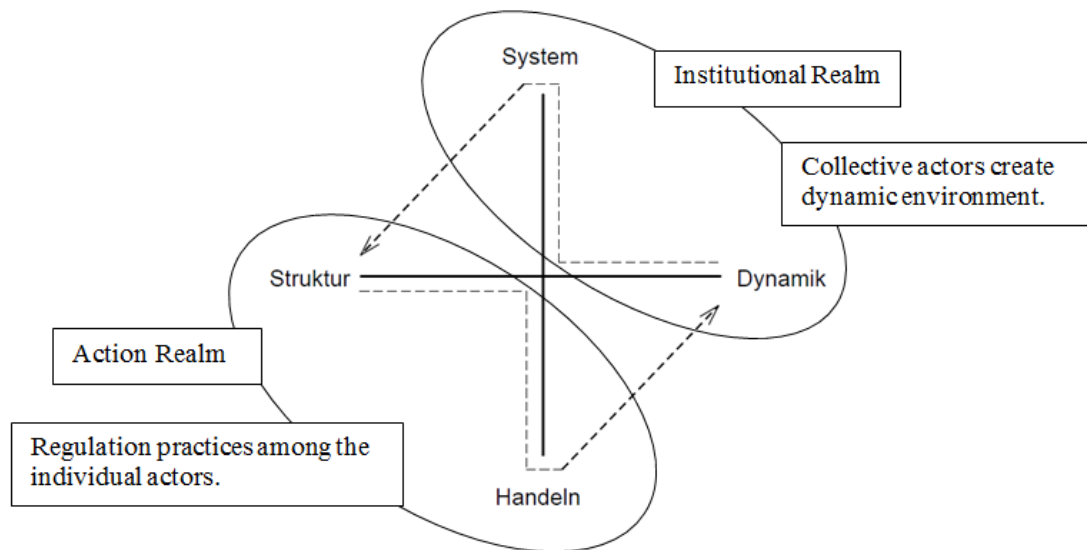 System
Institutional Realm
Collective actors create
dynamic environment.
Struktur
Dynamik
Action Realm
Regulation practices among the
individual actors.
Handeln